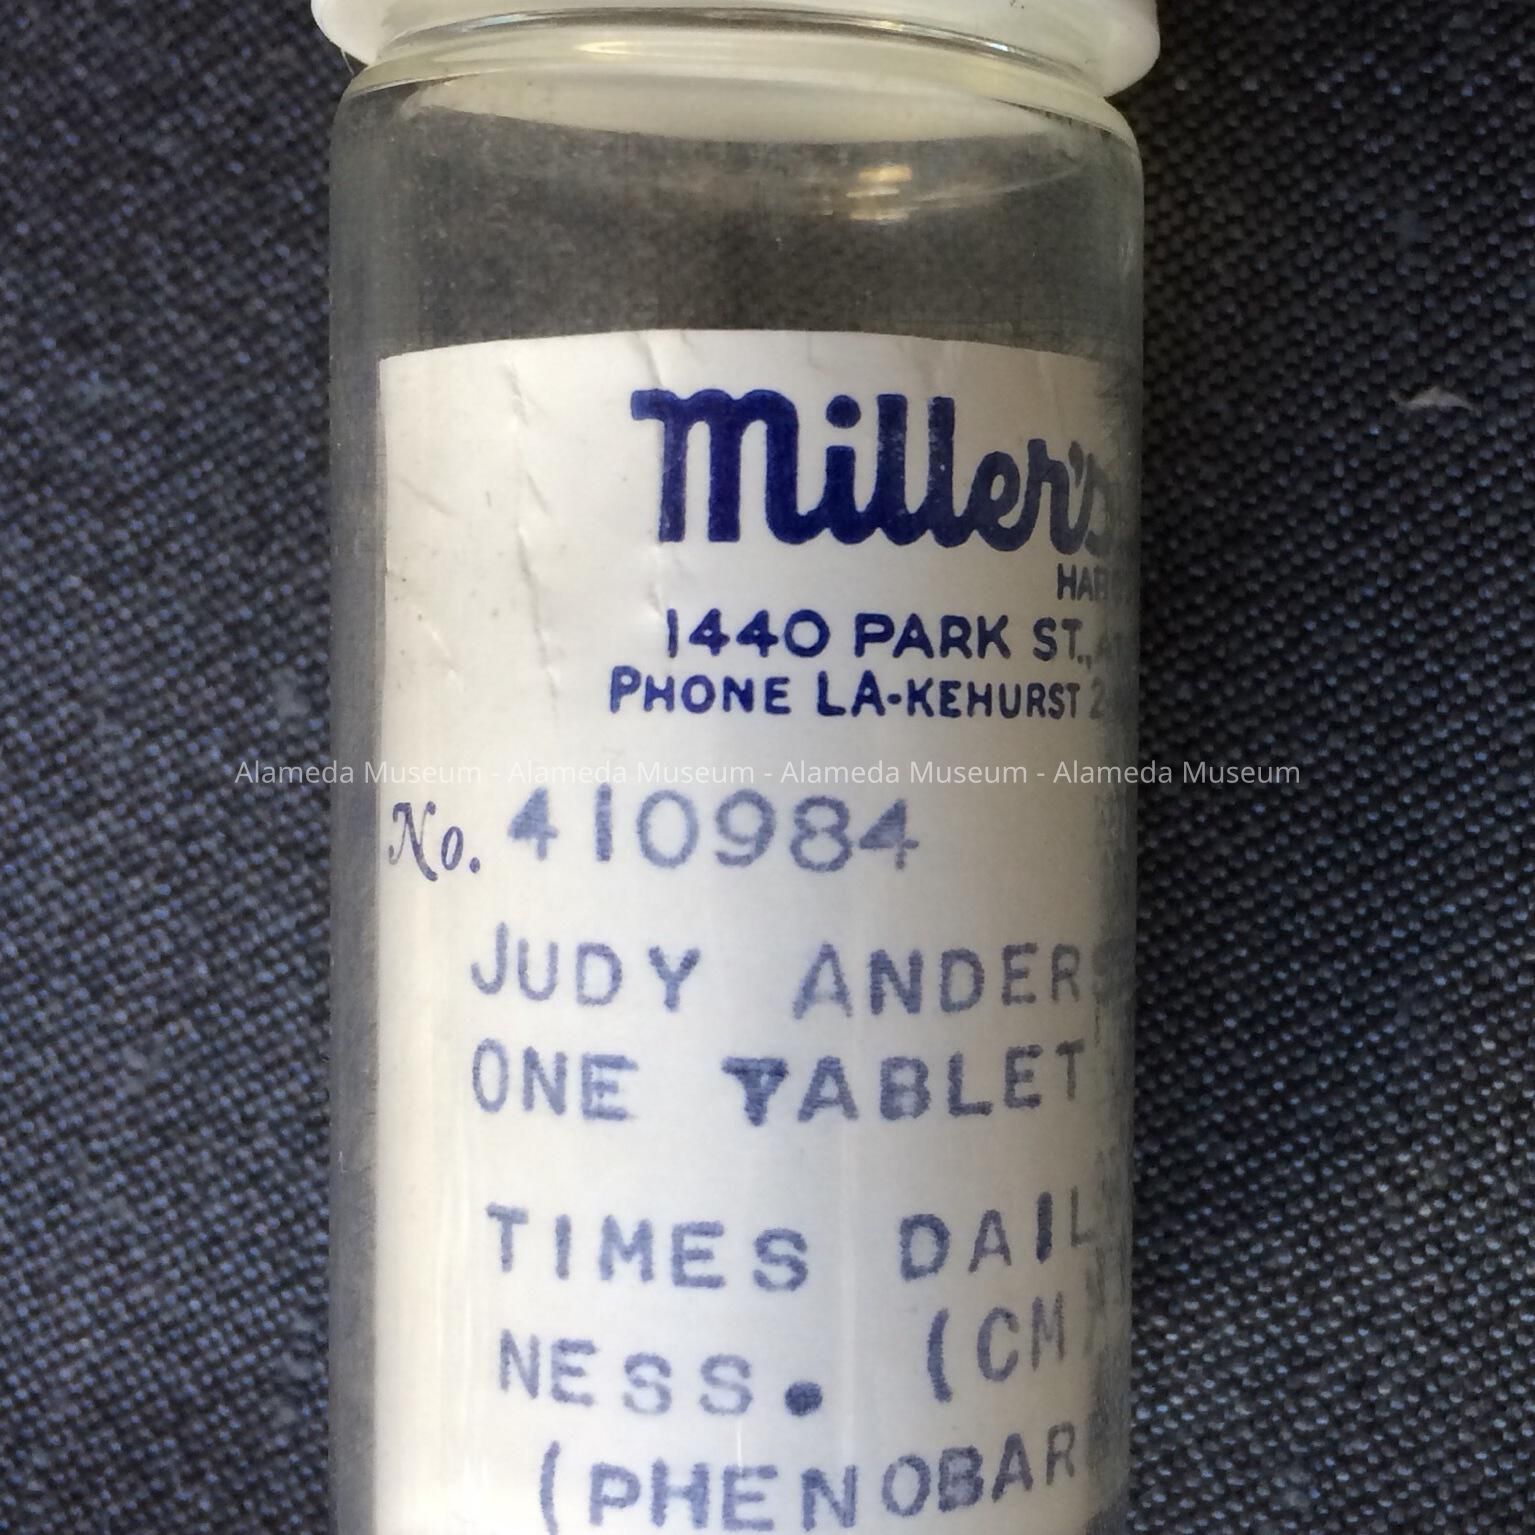 Miller's
HAR
1440 PARK ST.,
PHONE LA-KEHURST 2
Alameda Museum - Alameda Museum - Alameda Museum - Alameda Museum
No. 410984
JUDY ANDERS
ONE TABLET
TIMES DAIL
NESS. (CM)
(PHENOBAR